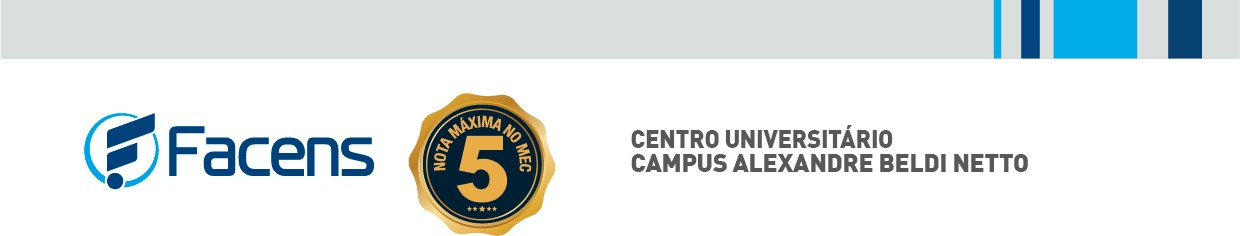 Facens
NOTA MÁXIMA NO MEC
5
CENTRO UNIVERSITÁRIO
CAMPUS ALEXANDRE BELDI NETTO